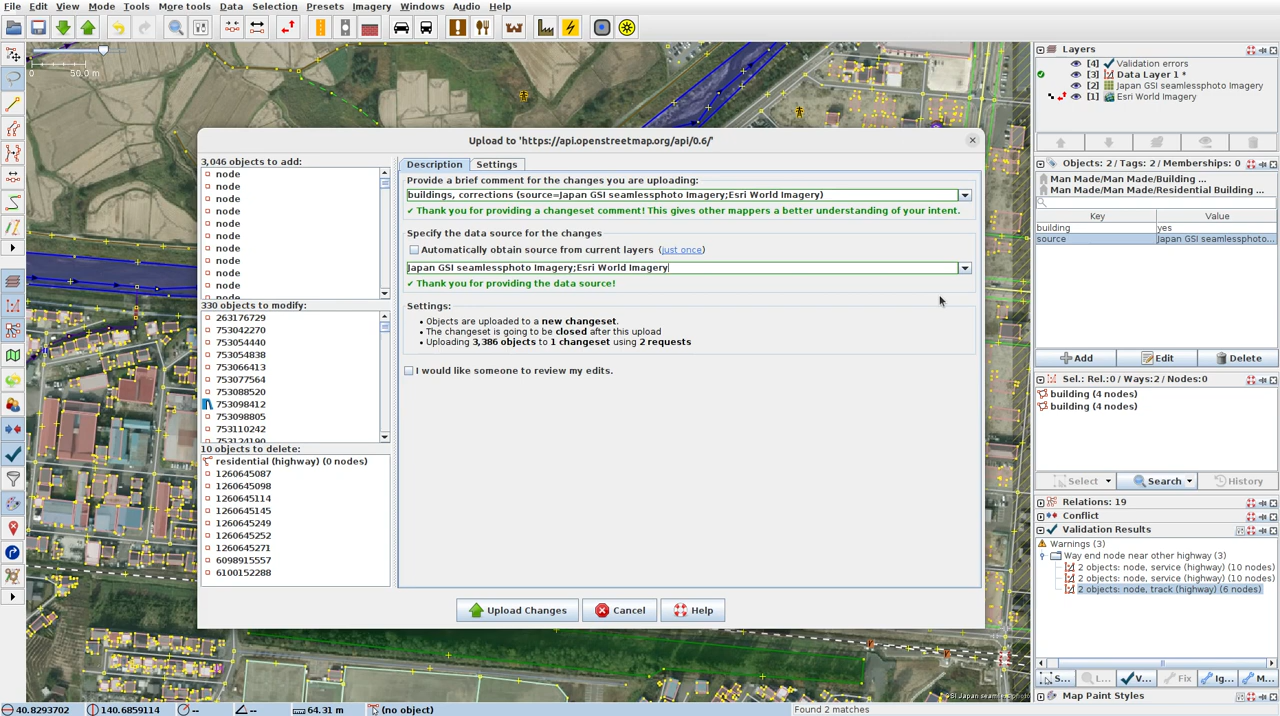 File Edit View Mode Tools More tools Data Selection Presets Imagery Windows Audio Help
0 50.0 m
Upload to 'https://api.openstreetmap.org/api/0.6/'
3,046 objects to add:
node
node
node
node
node
node
node
node
node
node
node
330 objects to modify:
263176729
753042270
753054440
753054838
753066413
753077564
753088520
753098412
753098805
753110242
753124190
10 objects to delete:
residential (highway) (0 nodes)
1260645087
1260645098
1260645114
1260645145
1260645249
1260645252
1260645271
6098915557
6100152288
Description Settings
Provide a brief comment for the changes you are uploading:
buildings, corrections (source=Japan GSI seamlessphoto Imagery;Esri World Imagery)
✔ Thank you for providing a changeset comment! This gives other mappers a better understanding of your intent.
Specify the data source for the changes
Automatically obtain source from current layers (just once)
Japan GSI seamlessphoto Imagery;Esri World Imagery
✔ Thank you for providing the data source!
Settings:
• Objects are uploaded to a new changeset.
• The changeset is going to be closed after this upload
• Uploading 3,386 objects to 1 changeset using 2 requests
I would like someone to review my edits.
Upload Changes Cancel Help
Layers
[4] Validation errors
[3] Data Layer 1 *
[2] Japan GSI seamlessphoto Imagery
[1] Esri World Imagery
Objects: 2 / Tags: 2 / Memberships: 0
Man Made/Man Made/Building ...
Man Made/Man Made/Residential Building ...
Key Value
building yes
source Japan GSI seamlessphoto...
Add Edit Delete
Sel.: Rel.:0 / Ways:2 / Nodes:0
building (4 nodes)
building (4 nodes)
Select Search History
Relations: 19
Conflict
Validation Results
Warnings (3)
Way end node near other highway (3)
2 objects: node, service (highway) (10 nodes)
2 objects: node, service (highway) (10 nodes)
2 objects: node, track (highway) (6 nodes)
S... L... V... Fix Ig... M...
Map Paint Styles
40.8293702 140.6859114 -- -- 64.31 m (no object) Found 2 matches